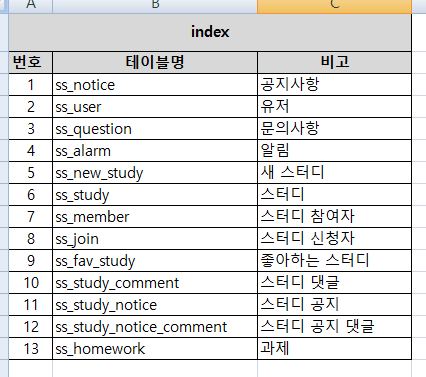 A B C
index
번호 테이블명 비고
1 ss_notice 공지사항
2 ss_user 유저
3 ss_question 문의사항
4 ss_alarm 알림
5 ss_new_study 새 스터디
6 ss_study 스터디
7 ss_member 스터디 참여자
8 ss_join 스터디 신청자
9 ss_fav_study 좋아하는 스터디
10 ss_study_comment 스터디 댓글
11 ss_study_notice 스터디 공지
12 ss_study_notice_comment 스터디 공지 댓글
13 ss_homework 과제